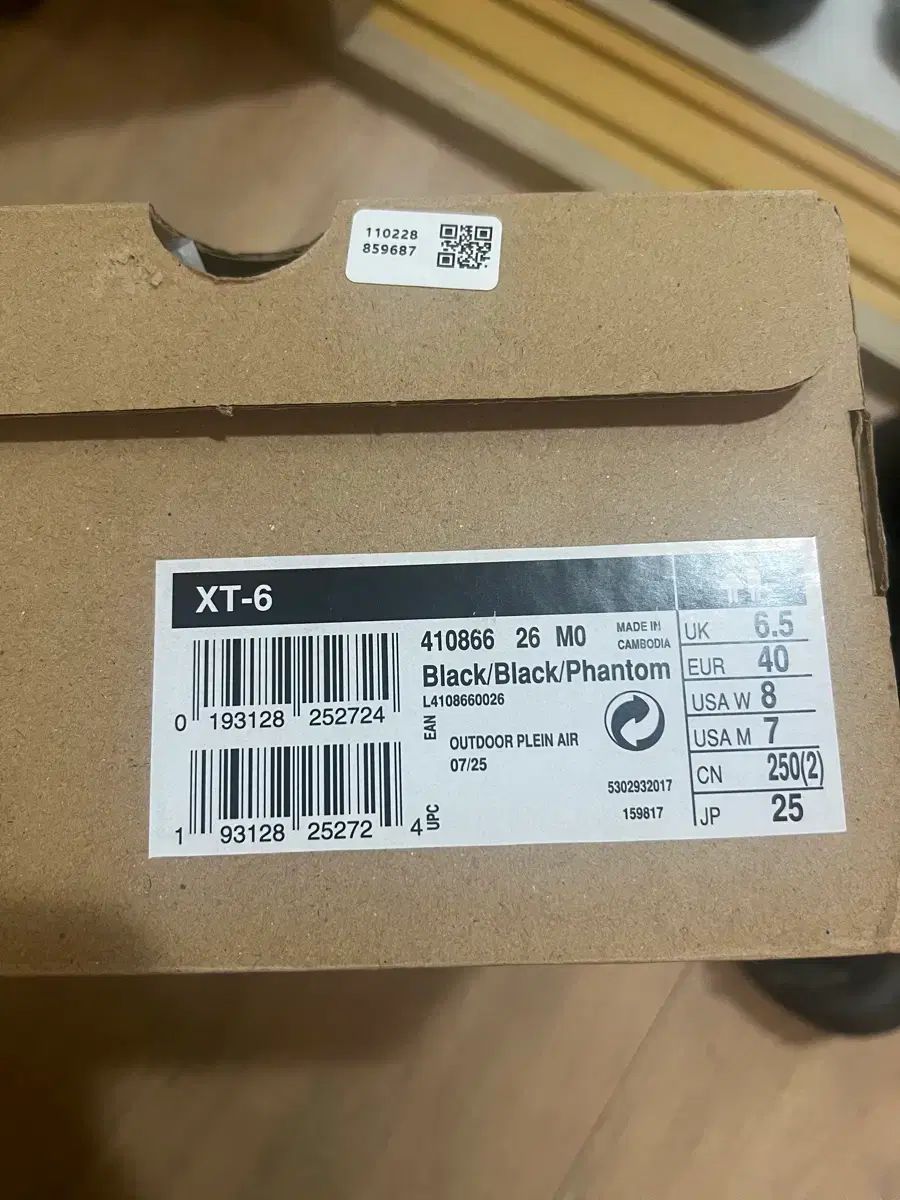 110228
859687
XT-6
0 193128 252724
EAN
1 93128 25272 4
UPC
410866 26 M0
Black/Black/Phantom
L4108660026
MADE IN
CAMBODIA
OUTDOOR PLEIN AIR
07/25
5302932017
159817
UK 6.5
EUR 40
USA W 8
USA M 7
CN 250(2)
JP 25